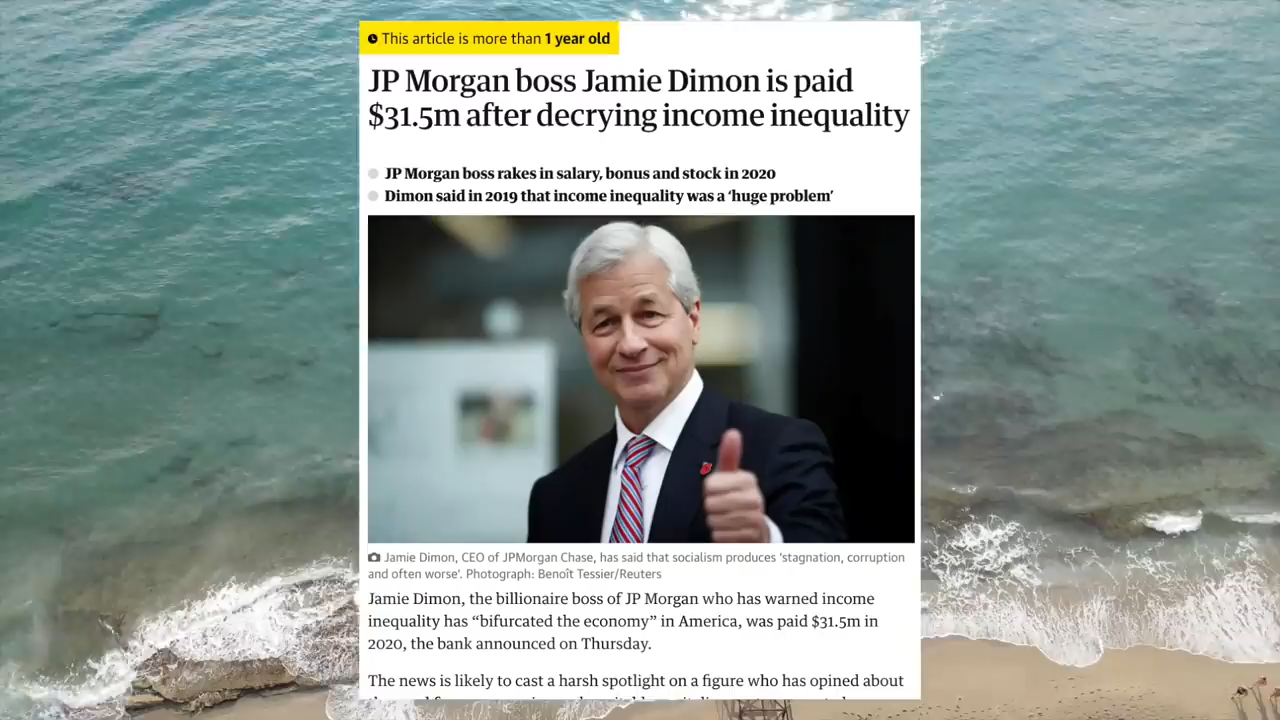 This article is more than 1 year old
JP Morgan boss Jamie Dimon is paid
$31.5m after decrying income inequality
JP Morgan boss rakes in salary, bonus and stock in 2020
Dimon said in 2019 that income inequality was a ‘huge problem’
Jamie Dimon, CEO of JPMorgan Chase, has said that socialism produces ‘stagnation, corruption
and often worse’. Photograph: Benoît Tessier/Reuters
Jamie Dimon, the billionaire boss of JP Morgan who has warned income
inequality has “bifurcated the economy” in America, was paid $31.5m in
2020, the bank announced on Thursday.
The news is likely to cast a harsh spotlight on a figure who has opined about